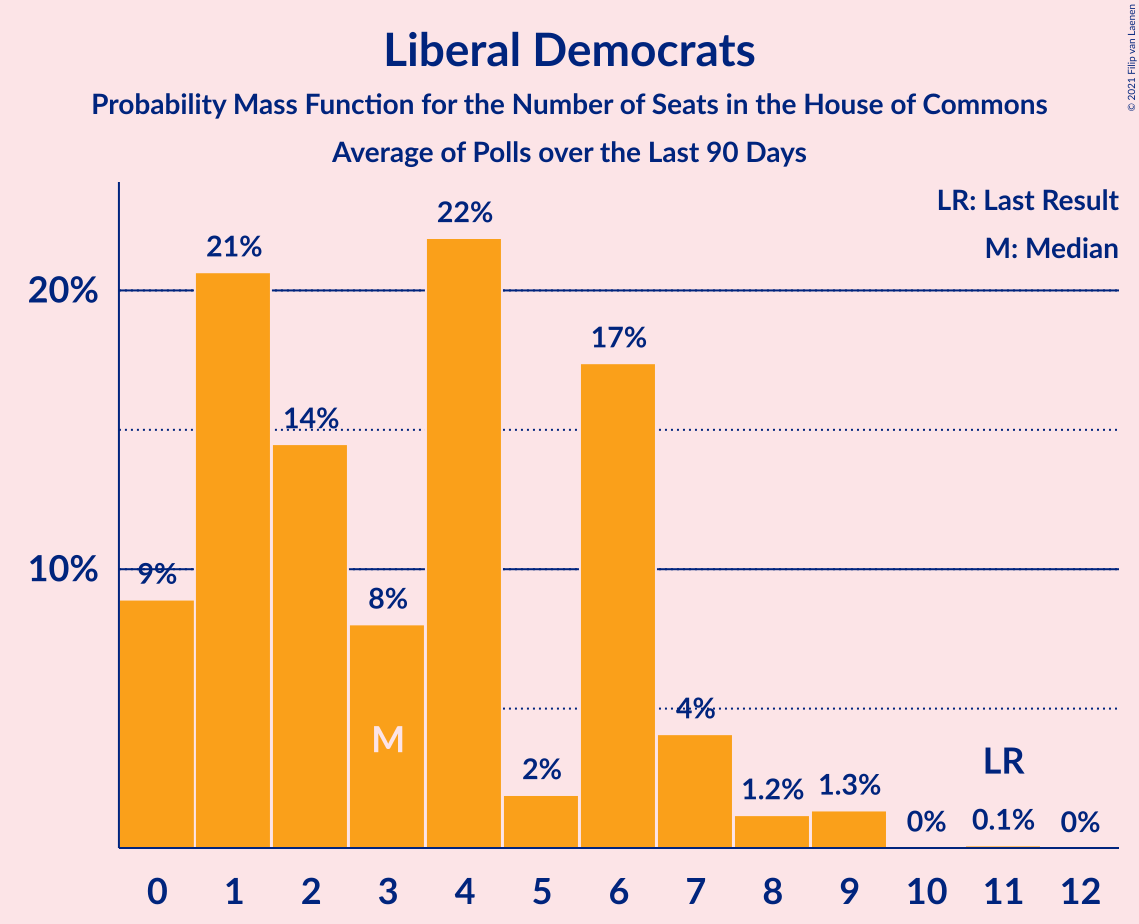 Liberal Democrats
Probability Mass Function for the Number of Seats in the House of Commons
Average of Polls over the Last 90 Days
© 2021 Filip van Laenen
LR: Last Result
M: Median
20%
10%
9%
21%
14%
8%
22%
2%
17%
4%
1.2%
1.3%
0%
0.1%
0%
M
LR
0 1 2 3 4 5 6 7 8 9 10 11 12